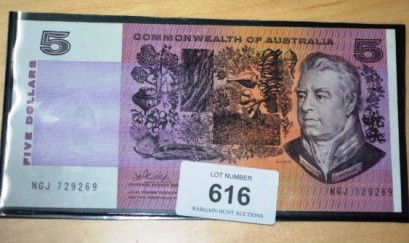 5
COMMONWEALTH OF AUSTRALIA
5
FIVE DOLLARS
NGJ 729269
NGJ 729269
LOT NUMBER
616
BARGAIN HUNT AUCTIONS